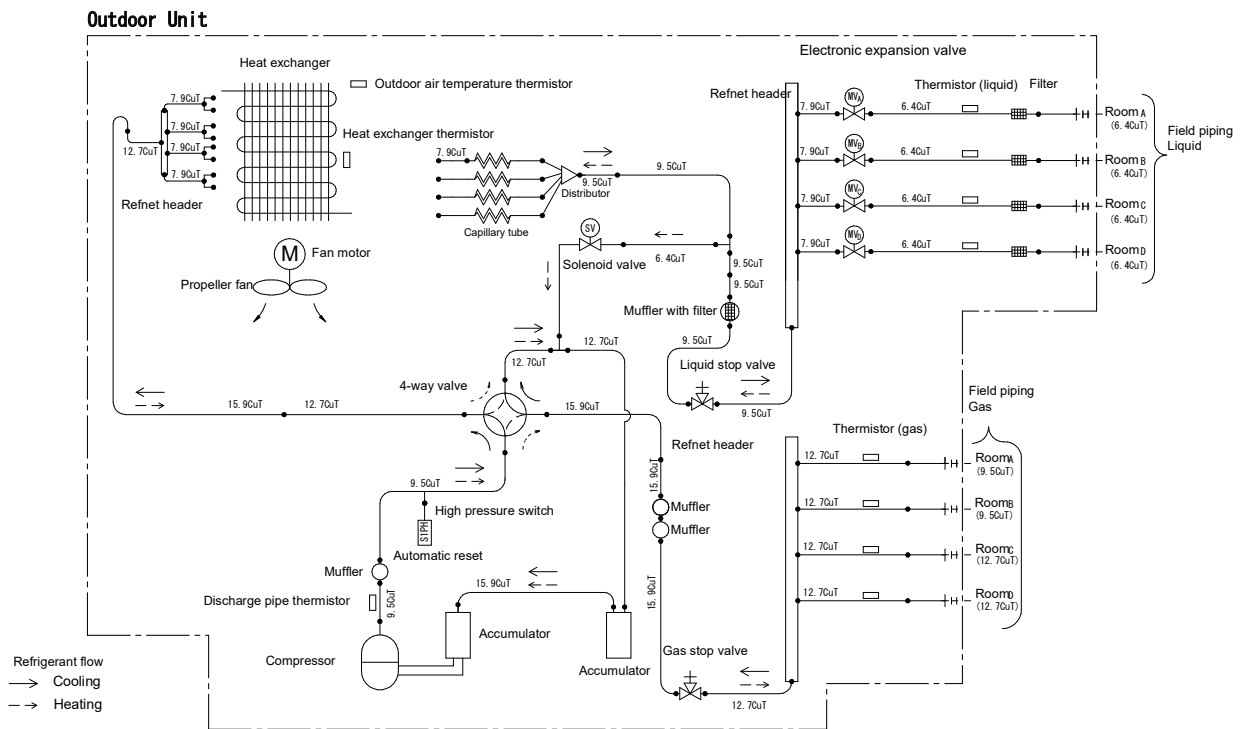 Outdoor Unit
Heat exchanger
Outdoor air temperature thermistor
Heat exchanger thermistor
7.9CuT
7.9CuT
7.9CuT
7.9CuT
12.7CuT
Refnet header
M
Fan motor
Propeller fan
7.9CuT
Capillary tube
Distributor
9.5CuT
9.5CuT
SV
Solenoid valve
6.4CuT
9.5CuT
9.5CuT
Muffler with filter
9.5CuT
Liquid stop valve
9.5CuT
Electronic expansion valve
Refnet header
Thermistor (liquid)
Filter
7.9CuT
MVA
6.4CuT
Room A
(6.4CuT)
7.9CuT
MVB
6.4CuT
Room B
(6.4CuT)
7.9CuT
MVC
6.4CuT
Room C
(6.4CuT)
7.9CuT
MVD
6.4CuT
Room D
(6.4CuT)
Field piping
Liquid
12.7CuT
12.7CuT
4-way valve
15.9CuT
12.7CuT
15.9CuT
9.5CuT
High pressure switch
S1PH
Automatic reset
Muffler
Discharge pipe thermistor
9.5CuT
Compressor
15.9CuT
Accumulator
Accumulator
Refnet header
15.9CuT
Muffler
Muffler
15.9CuT
Gas stop valve
12.7CuT
Thermistor (gas)
Field piping
Gas
12.7CuT
RoomA
(9.5CuT)
12.7CuT
RoomB
(9.5CuT)
12.7CuT
RoomC
(12.7CuT)
12.7CuT
RoomD
(12.7CuT)
Refrigerant flow
Cooling
Heating